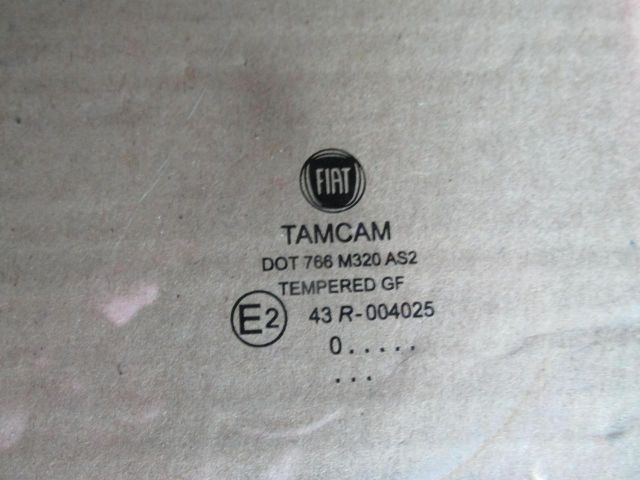 FIAT
TAMCAM
DOT 766 M320 AS2
TEMPERED GF
E2 43 R-004025
0.....
...